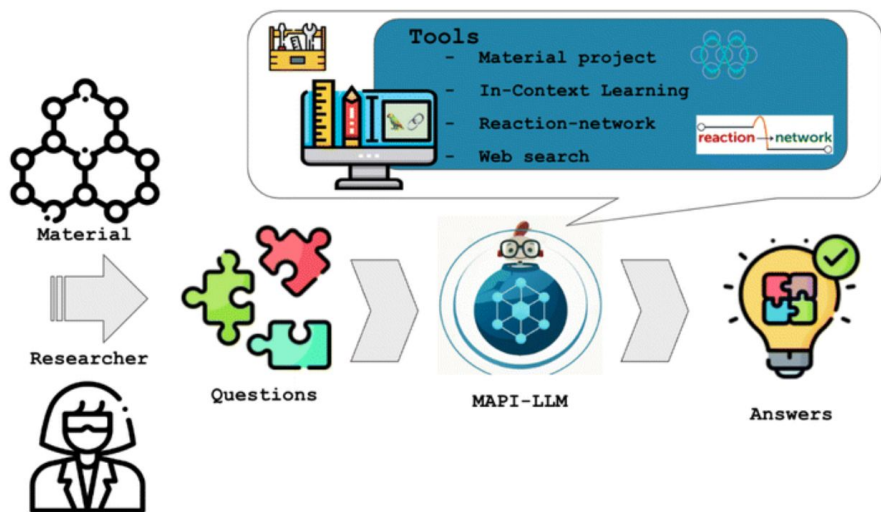 Tools
- Material project
- In-Context Learning
- Reaction-network
- Web search
reaction→network
Material
Researcher
Questions
MAPI-LLM
Answers